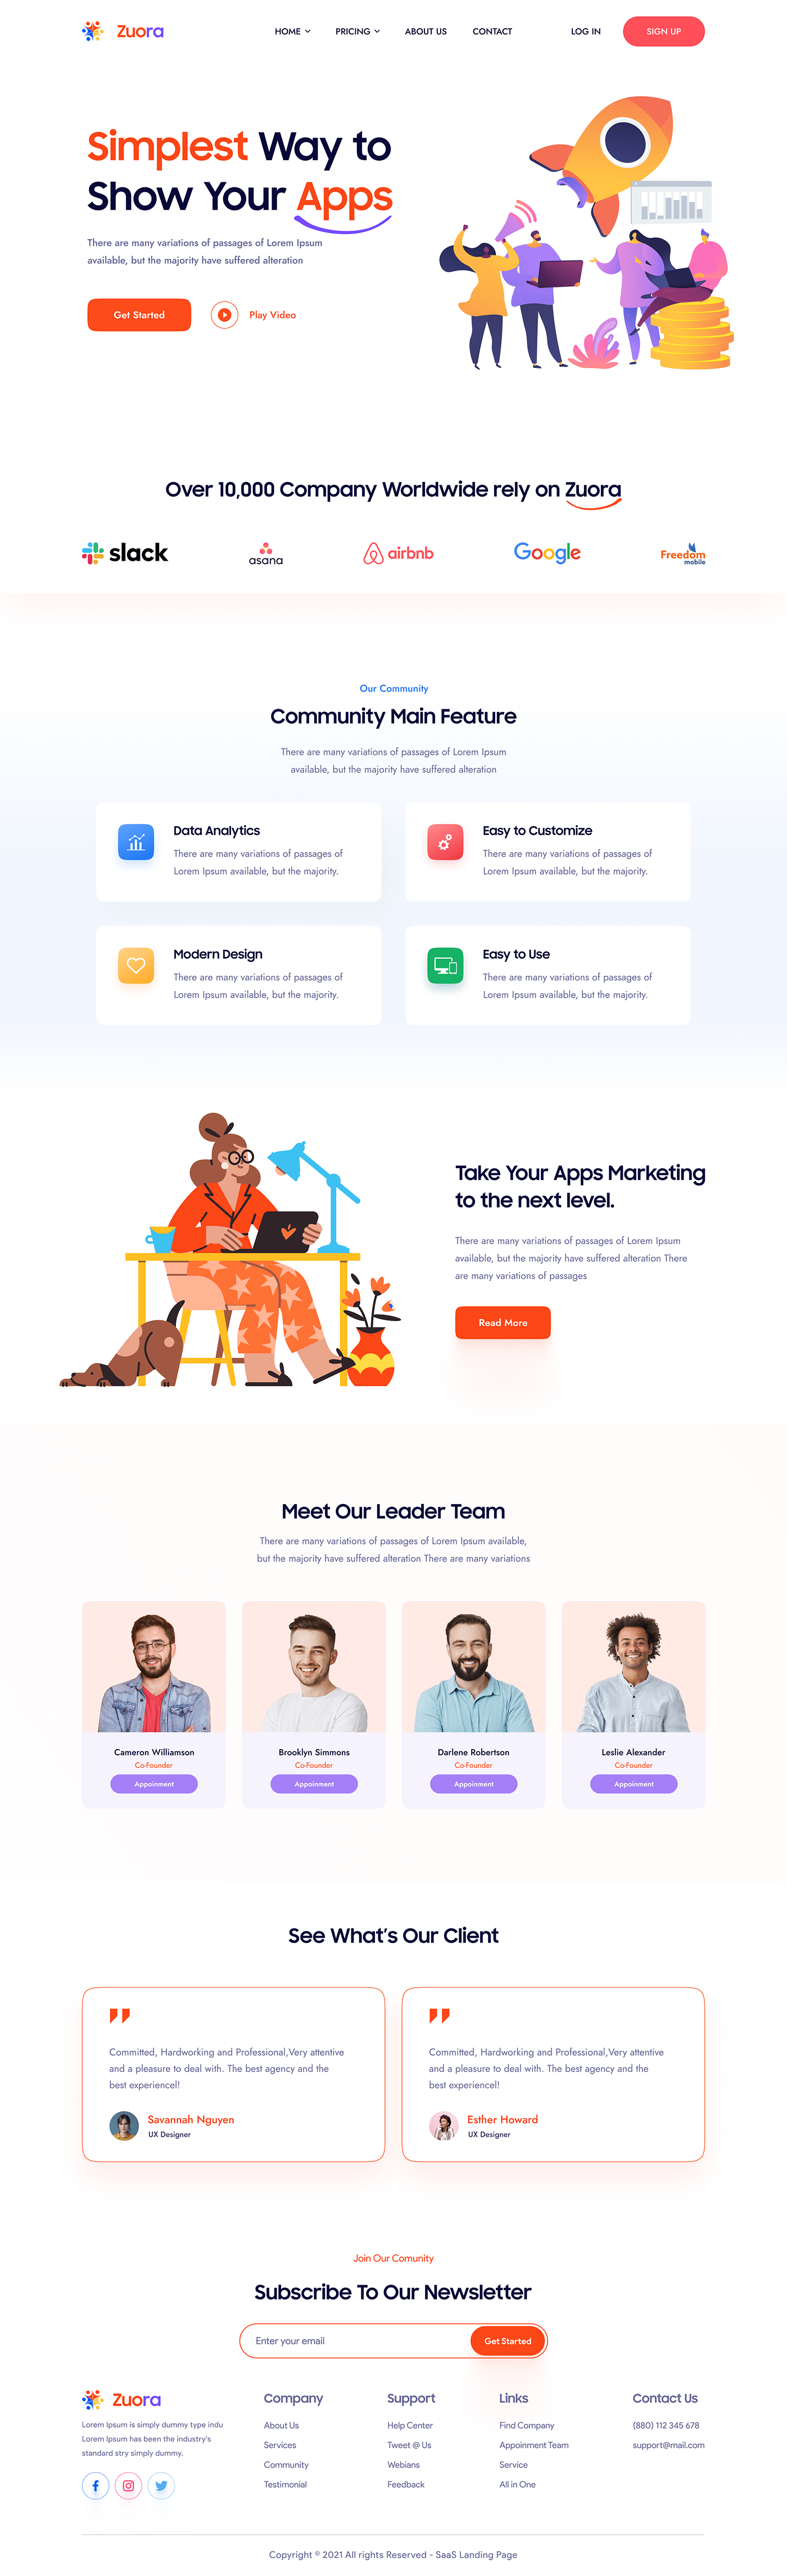 Zuora
HOME
PRICING
ABOUT US
CONTACT
LOG IN
SIGN UP
Simplest Way to
Show Your Apps
There are many variations of passages of Lorem Ipsum
available, but the majority have suffered alteration
Get Started
Play Video
Over 10,000 Company Worldwide rely on Zuora
slack
asana
airbnb
Google
Freedom
mobile
Our Community
Community Main Feature
There are many variations of passages of Lorem Ipsum
available, but the majority have suffered alteration
Data Analytics
There are many variations of passages of
Lorem Ipsum available, but the majority.
Easy to Customize
There are many variations of passages of
Lorem Ipsum available, but the majority.
Modern Design
There are many variations of passages of
Lorem Ipsum available, but the majority.
Easy to Use
There are many variations of passages of
Lorem Ipsum available, but the majority.
Take Your Apps Marketing
to the next level.
There are many variations of passages of Lorem Ipsum
available, but the majority have suffered alteration There
are many variations of passages
Read More
Meet Our Leader Team
There are many variations of passages of Lorem Ipsum available,
but the majority have suffered alteration There are many variations
Cameron Williamson
Co-Founder
Appoinment
Brooklyn Simmons
Co-Founder
Appoinment
Darlene Robertson
Co-Founder
Appoinment
Leslie Alexander
Co-Founder
Appoinment
See What's Our Client
Committed, Hardworking and Professional,Very attentive
and a pleasure to deal with. The best agency and the
best experiencel!
Savannah Nguyen
UX Designer
Committed, Hardworking and Professional,Very attentive
and a pleasure to deal with. The best agency and the
best experiencel!
Esther Howard
UX Designer
Join Our Comunity
Subscribe To Our Newsletter
Enter your email
Get Started
Zuora
Lorem Ipsum is simply dummy type indu
Lorem Ipsum has been the industry's
standard stry simply dummy.
Company
About Us
Services
Community
Testimonial
Support
Help Center
Tweet @ Us
Webians
Feedback
Links
Find Company
Appoinment Team
Service
All in One
Contact Us
(880) 112 345 678
support@mail.com
Copyright © 2021 All rights Reserved - SaaS Landing Page